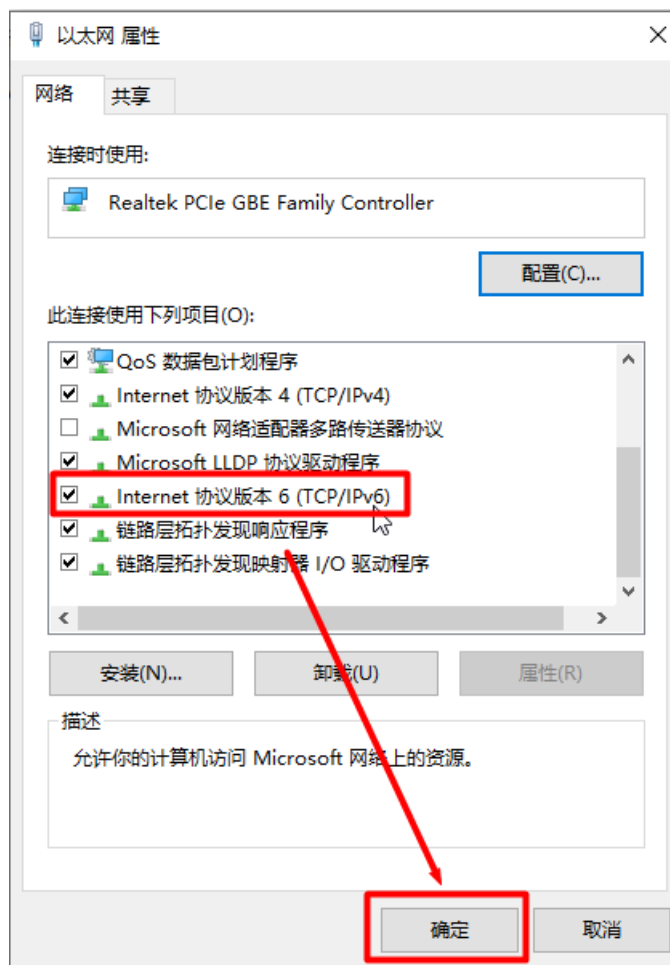 以太网 属性
网络
共享
连接时使用:
Realtek PCIe GBE Family Controller
配置(C)...
此连接使用下列项目(O):
QoS 数据包计划程序
Internet 协议版本 4 (TCP/IPv4)
Microsoft 网络适配器多路传送器协议
Microsoft LLDP 协议驱动程序
Internet 协议版本 6 (TCP/IPv6)
链路层拓扑发现响应程序
链路层拓扑发现映射器 I/O 驱动程序
安装(N)...
卸载(U)
属性(R)
描述
允许你的计算机访问 Microsoft 网络上的资源。
确定
取消